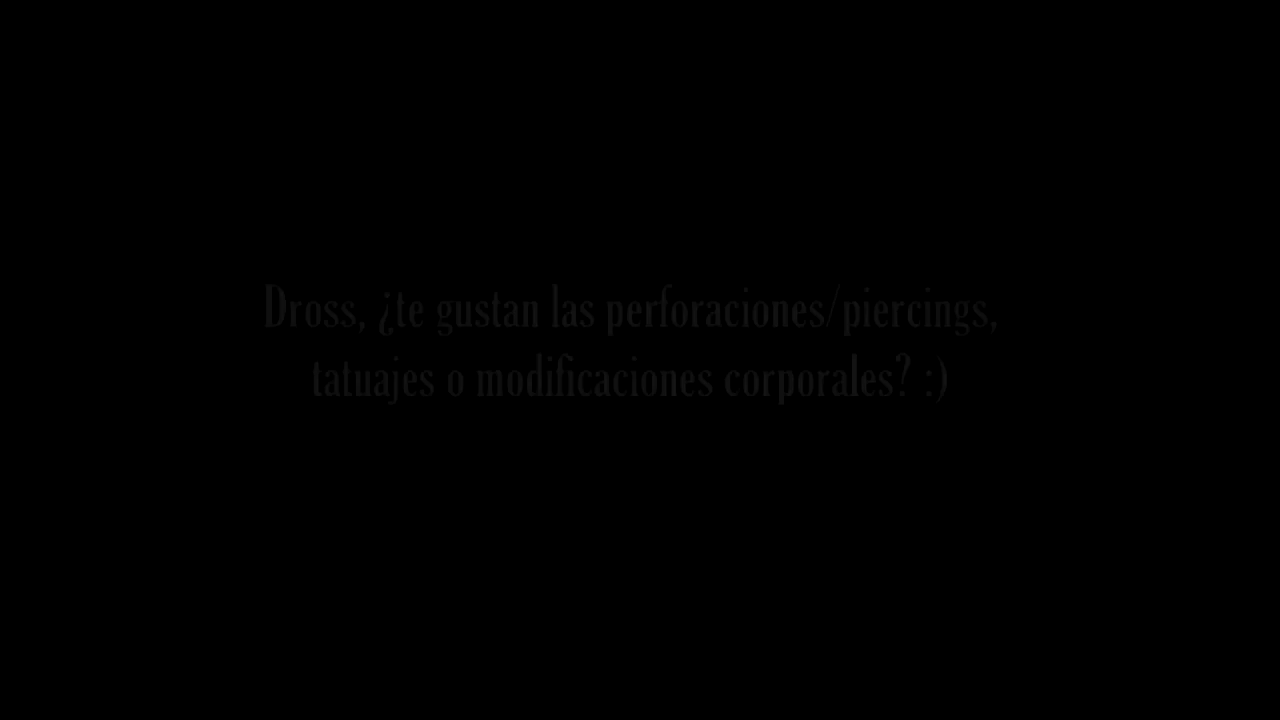 Dross, ¿te gustan las perforaciones/piercings,
tatuajes o modificaciones corporales? :)